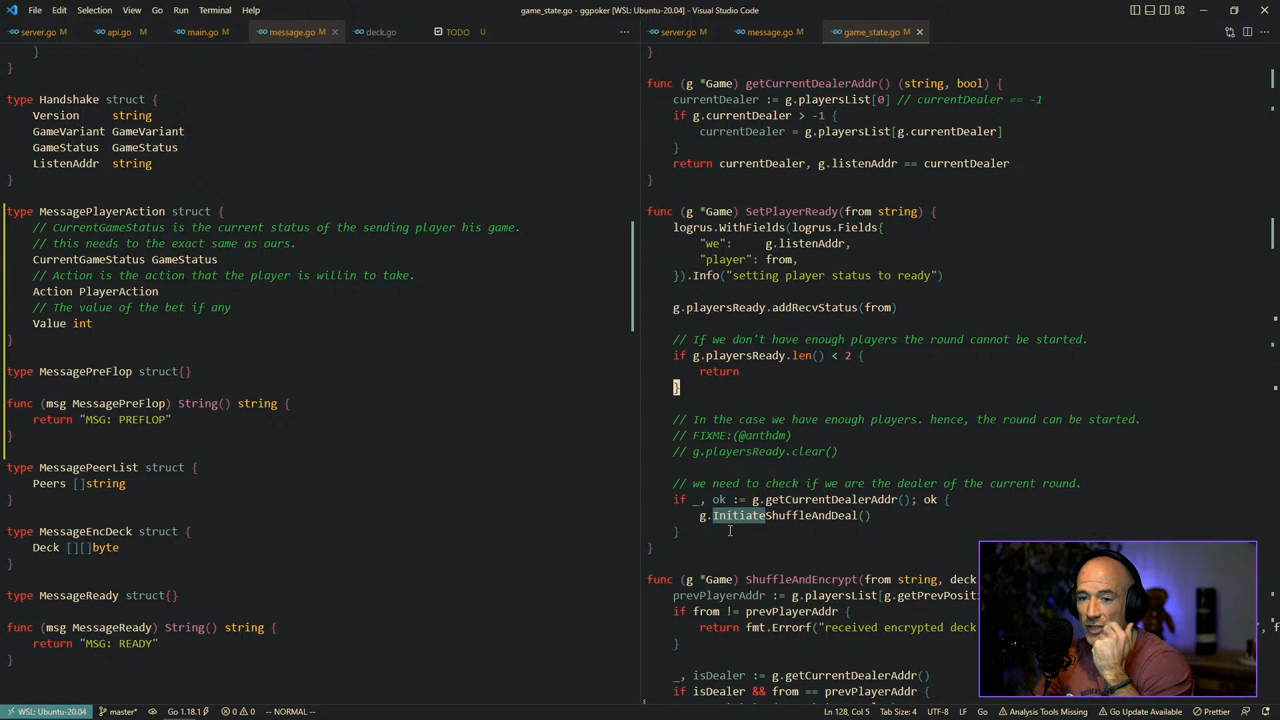 File Edit Selection View Go Run Terminal Help
game_state.go - ggpoker [WSL: Ubuntu-20.04] - Visual Studio Code
server.go M api.go M main.go M message.go M deck.go TODO U
}
}
type Handshake struct {
Version string
GameVariant GameVariant
GameStatus GameStatus
ListenAddr string
}
type MessagePlayerAction struct {
// CurrentGameStatus is the current status of the sending player his game.
// this needs to the exact same as ours.
CurrentGameStatus GameStatus
// Action is the action that the player is willin to take.
Action PlayerAction
// The value of the bet if any
Value int
}
type MessagePreFlop struct{}
func (msg MessagePreFlop) String() string {
return "MSG: PREFLOP"
}
type MessagePeerList struct {
Peers []string
}
type MessageEncDeck struct {
Deck [][]byte
}
type MessageReady struct{}
func (msg MessageReady) String() string {
return "MSG: READY"
}
server.go M message.go M game_state.go M
}
func (g *Game) getCurrentDealerAddr() (string, bool) {
currentDealer := g.playersList[0] // currentDealer == -1
if g.currentDealer > -1 {
currentDealer = g.playersList[g.currentDealer]
}
return currentDealer, g.listenAddr == currentDealer
}
func (g *Game) SetPlayerReady(from string) {
logrus.WithFields(logrus.Fields{
"we": g.listenAddr,
"player": from,
}).Info("setting player status to ready")
g.playersReady.addRecvStatus(from)
// If we don't have enough players the round cannot be started.
if g.playersReady.len() < 2 {
return
}
// In the case we have enough players. hence, the round can be started.
// FIXME:(@anthdm)
// g.playersReady.clear()
// we need to check if we are the dealer of the current round.
if _, ok := g.getCurrentDealerAddr(); ok {
g.InitiateShuffleAndDeal()
}
}
func (g *Game) ShuffleAndEncrypt(from string, deck
prevPlayerAddr := g.playersList[g.getPrevPosit
if from != prevPlayerAddr {
return fmt.Errorf("received encrypted deck
}
_, isDealer := g.getCurrentDealerAddr()
if isDealer && from == prevPlayerAddr {
WSL: Ubuntu-20.04 master* Go 1.18.1 0 0 -- NORMAL --
Ln 128, Col 5 Tab Size: 4 UTF-8 LF Go Analysis Tools Missing Go Update Available Prettier